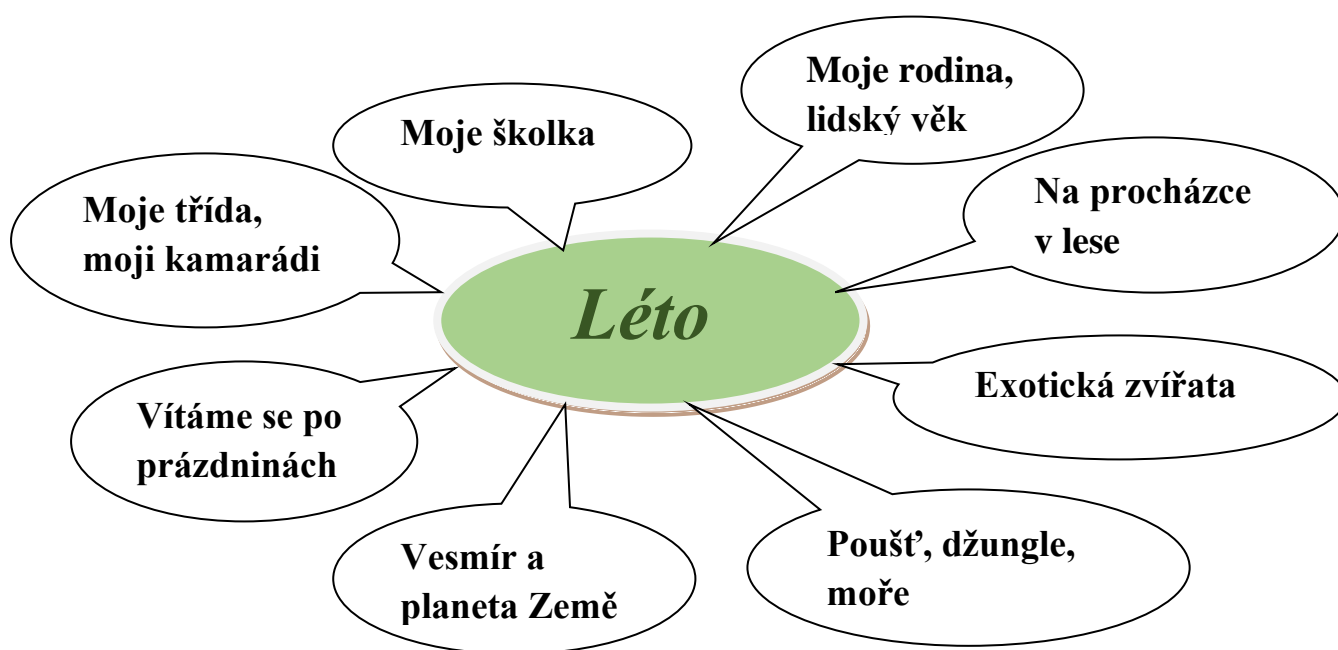 Moje rodina,
lidský věk
Moje školka
Na procházce
v lese
Moje třída,
moji kamarádi
Léto
Exotická zvířata
Vítáme se po
prázdninách
Poušť, džungle,
moře
Vesmír a
planeta Země